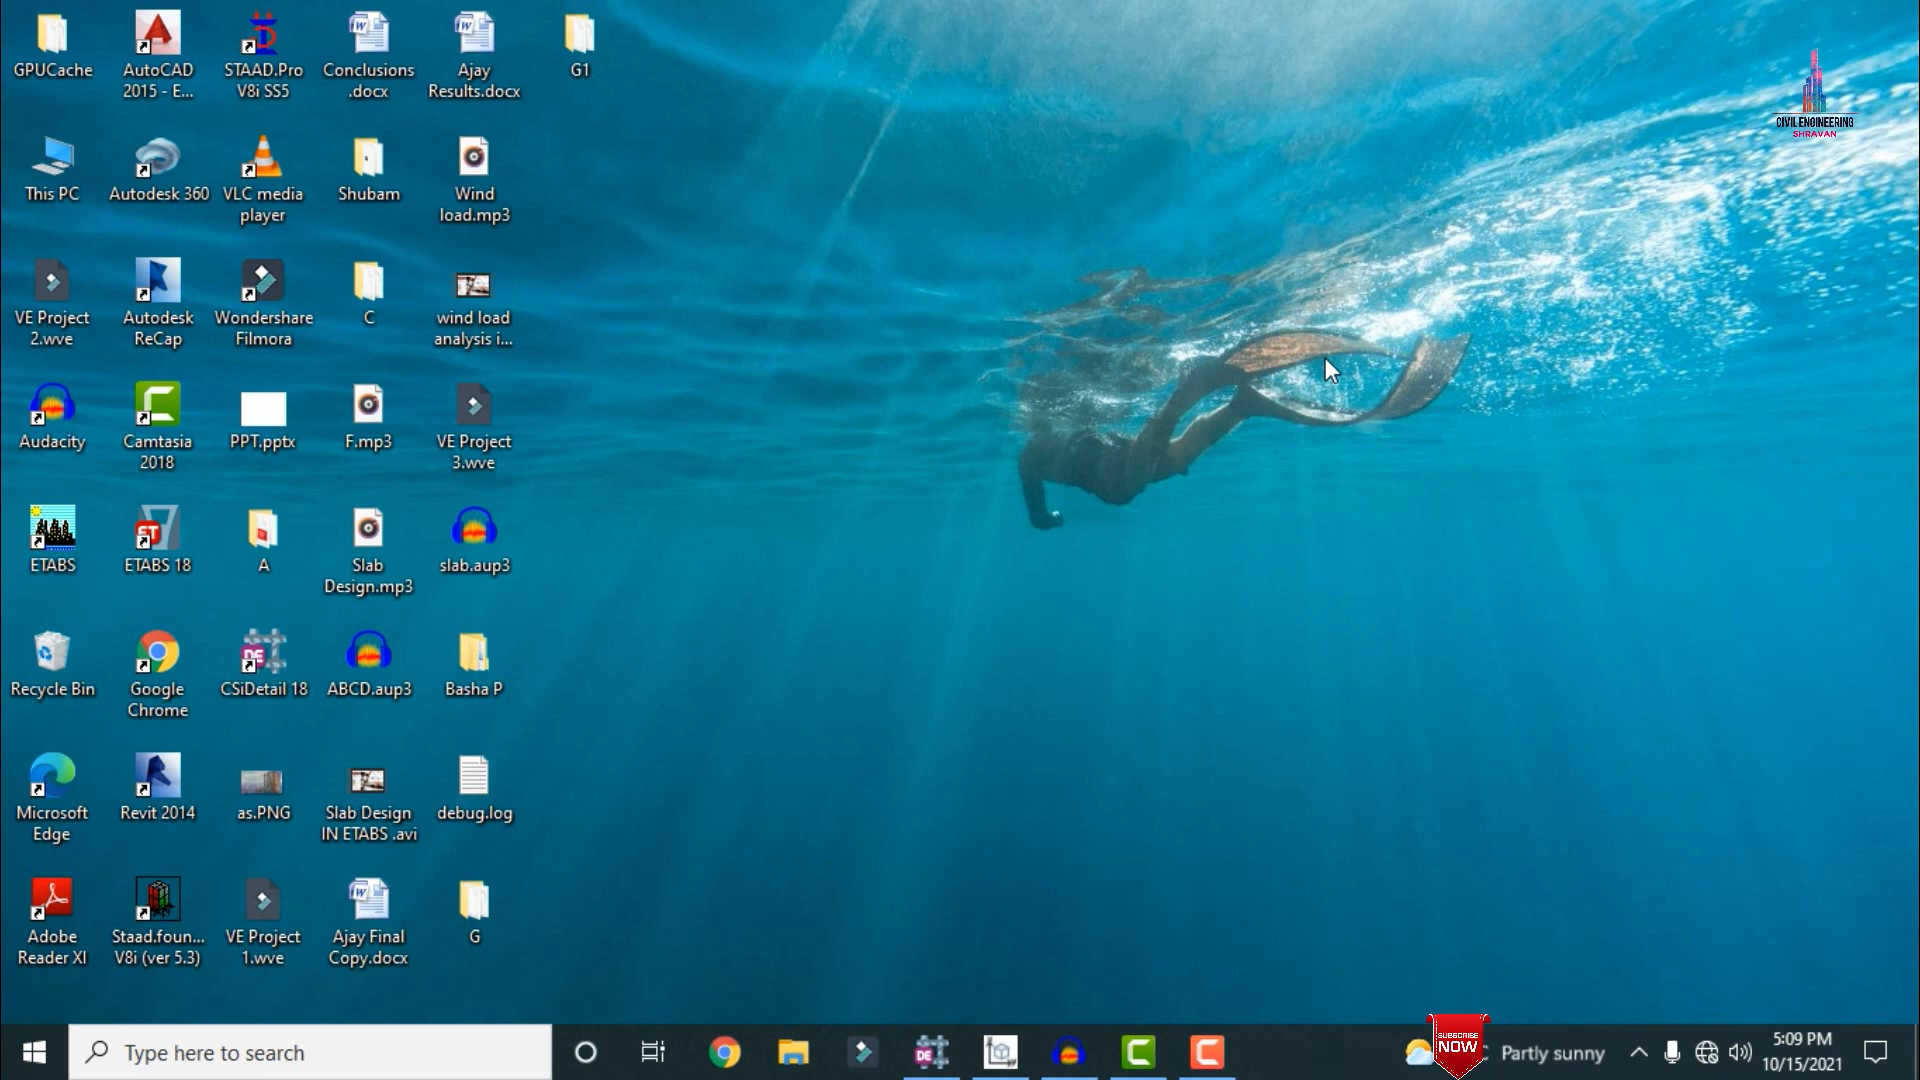 GPUCache
AutoCAD
2015 - E...
STAAD.Pro
V8i SS5
Conclusions
.docx
Ajay
Results.docx
G1
CIVIL ENGINEERING
SHRAVAN
This PC
Autodesk 360
VLC media
player
Shubam
Wind
load.mp3
VE Project
2.wve
Autodesk
ReCap
Wondershare
Filmora
C
wind load
analysis i...
Audacity
Camtasia
2018
PPT.pptx
F.mp3
VE Project
3.wve
ETABS
ETABS 18
A
Slab
Design.mp3
slab.aup3
Recycle Bin
Google
Chrome
CSiDetail 18
ABCD.aup3
Basha P
Microsoft
Edge
Revit 2014
as.PNG
Slab Design
IN ETABS .avi
debug.log
Adobe
Reader XI
Staad.foun...
V8i (ver 5.3)
VE Project
1.wve
Ajay Final
Copy.docx
G
Type here to search
SUBSCRIBE
NOW
Partly sunny
5:09 PM
10/15/2021